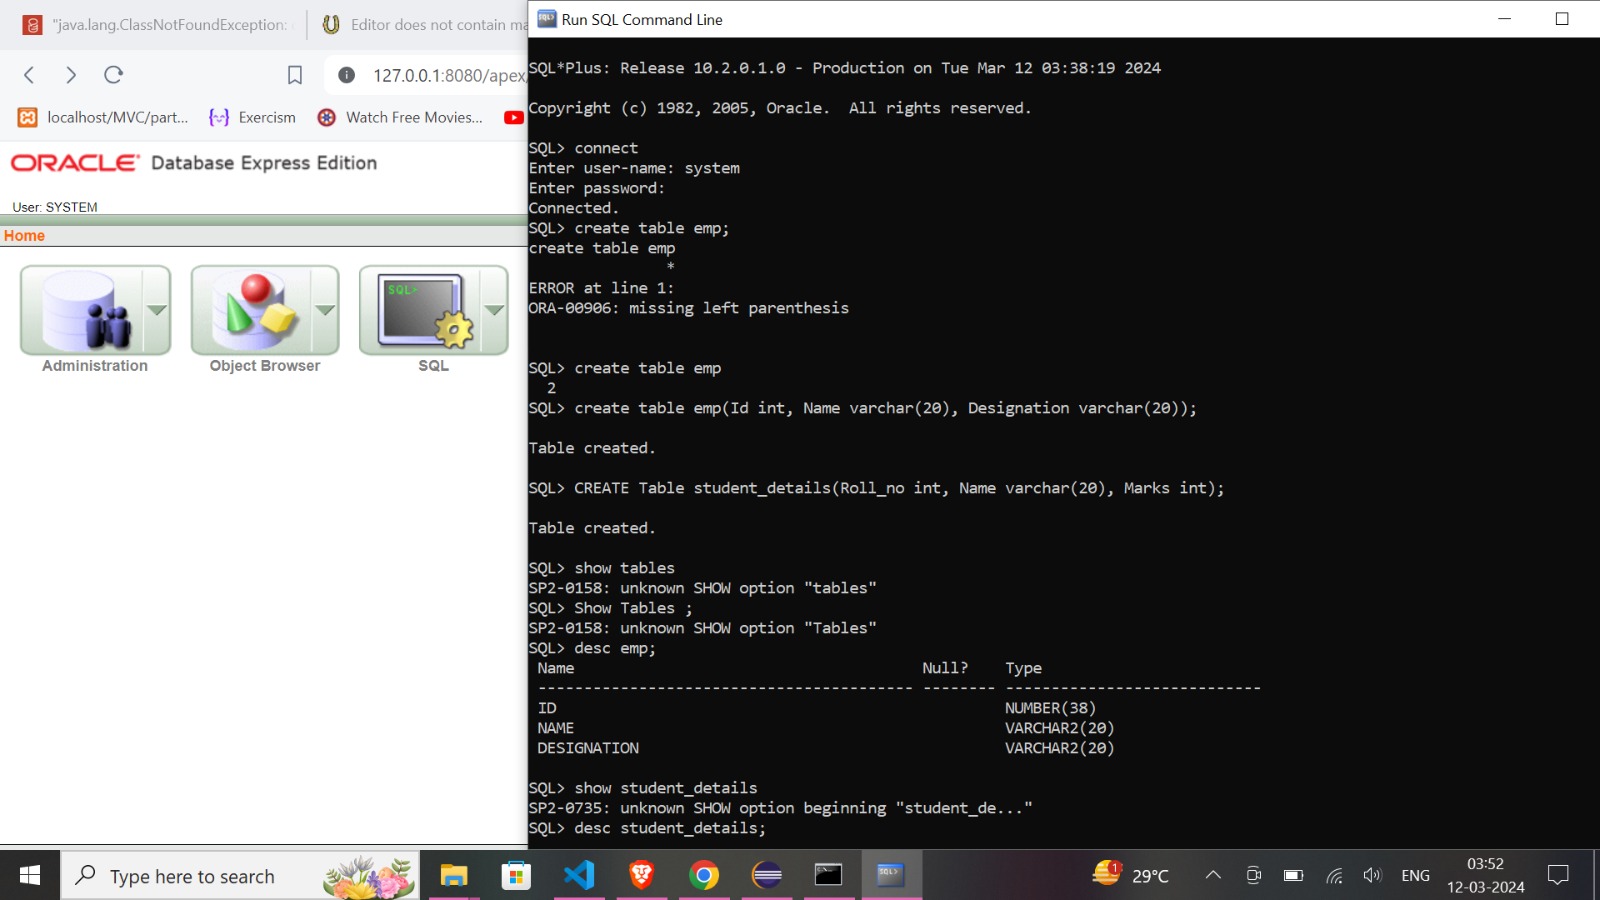 "java.lang.ClassNotFoundException:
Editor does not contain
127.0.0.1:8080/apex/
localhost/MVC/part...
Exercism
Watch Free Movies...
ORACLE Database Express Edition
User: SYSTEM
Home
SQL>
Administration
Object Browser
SQL
Run SQL Command Line
SQL*Plus: Release 10.2.0.1.0 - Production on Tue Mar 12 03:38:19 2024
Copyright (c) 1982, 2005, Oracle.  All rights reserved.
SQL> connect
Enter user-name: system
Enter password:
Connected.
SQL> create table emp;
create table emp
*
ERROR at line 1:
ORA-00906: missing left parenthesis
SQL> create table emp
2
SQL> create table emp(Id int, Name varchar(20), Designation varchar(20));
Table created.
SQL> CREATE Table student_details(Roll_no int, Name varchar(20), Marks int);
Table created.
SQL> show tables
SP2-0158: unknown SHOW option "tables"
SQL> Show Tables ;
SP2-0158: unknown SHOW option "Tables"
SQL> desc emp;
Name Null? Type
----------------------------------------- -------- ----------------------------
ID NUMBER(38)
NAME VARCHAR2(20)
DESIGNATION VARCHAR2(20)
SQL> show student_details
SP2-0735: unknown SHOW option beginning "student_de..."
SQL> desc student_details;
Type here to search
SQL>
1
29°C
ENG
03:52
12-03-2024